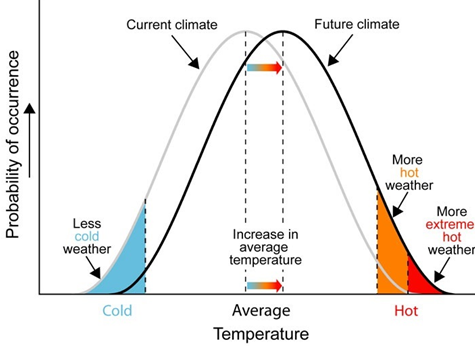 Current climate
Future climate
Probability of occurrence
More
hot
weather
Less
cold
weather
Increase in
average
temperature
More
extreme
hot
weather
Cold
Average
Hot
Temperature